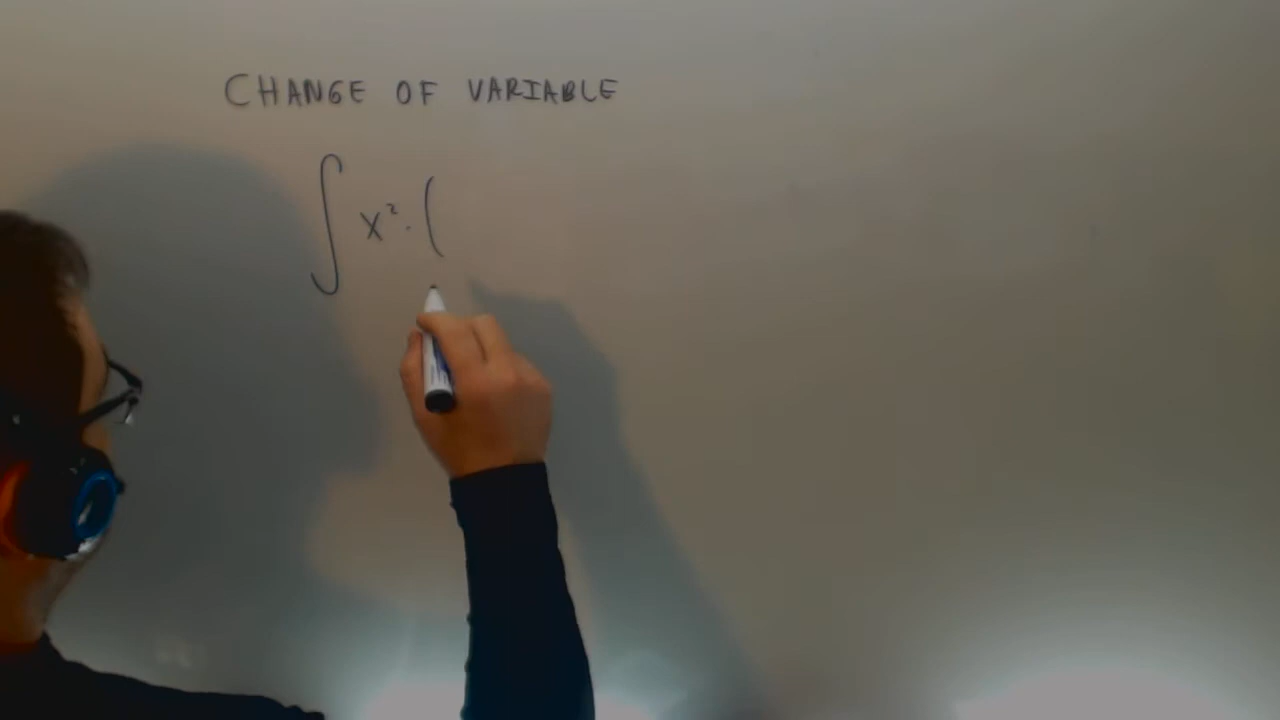 CHANGE OF VARIABLE
∫ x² · (